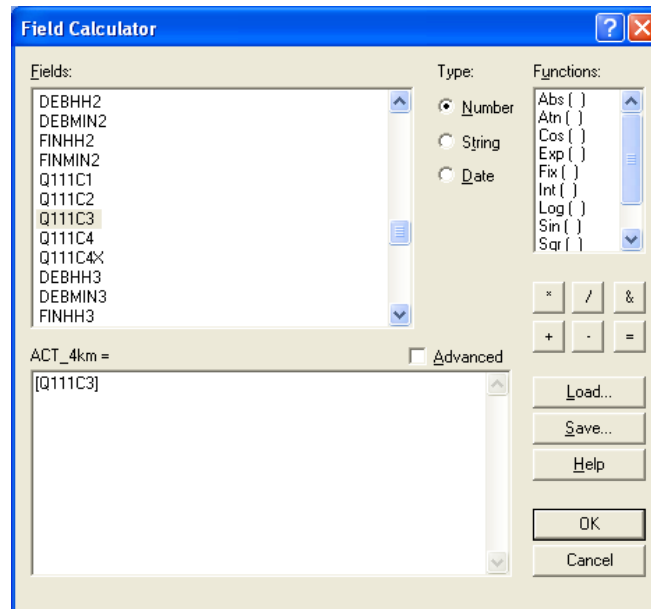 Field Calculator
Fields:
DEBHH2
DEBMIN2
FINHH2
FINMIN2
Q111C1
Q111C2
Q111C3
Q111C4
Q111C4X
DEBHH3
DEBMIN3
FINHH3
Type:
Number
String
Date
Functions:
Abs ( )
Atn ( )
Cos ( )
Exp ( )
Fix ( )
Int ( )
Log ( )
Sin ( )
Sqr ( )
* / &
+ - =
ACT_4km =
Advanced
[Q111C3]
Load...
Save...
Help
OK
Cancel